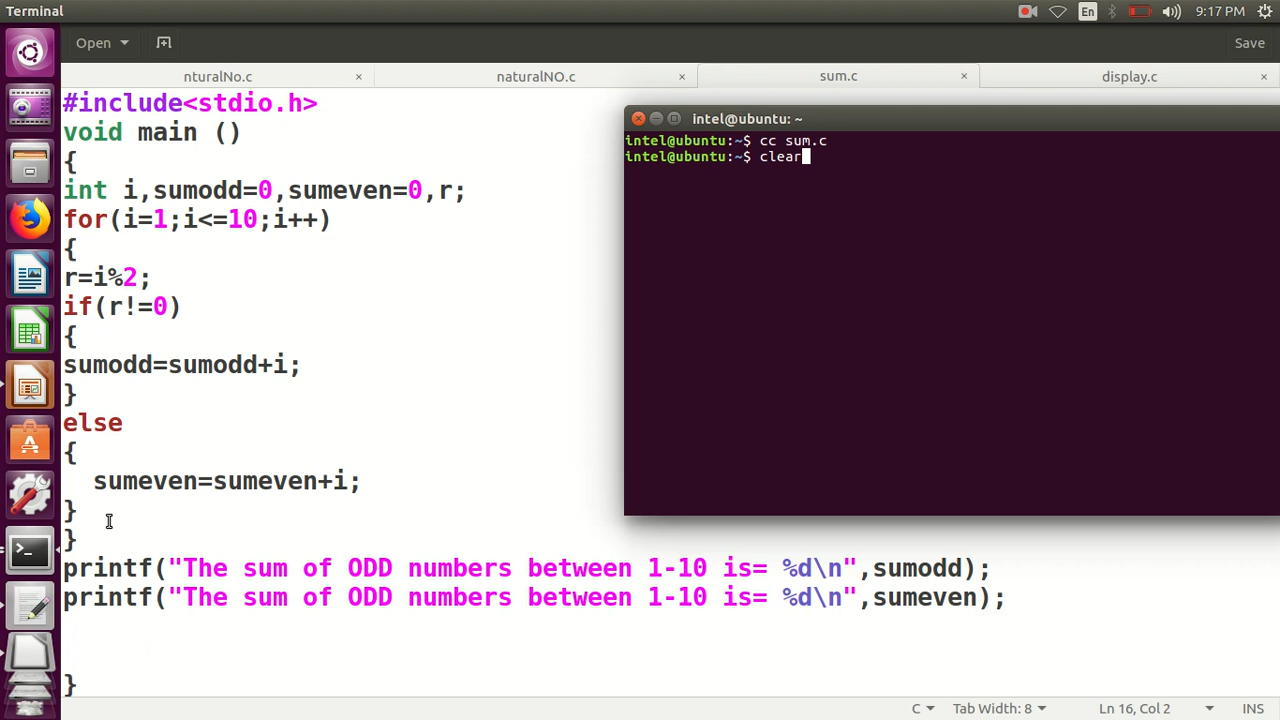 Terminal
En
9:17 PM
Open
Save
nturalNo.c ×
naturalNO.c ×
sum.c ×
display.c ×
#include<stdio.h>
void main ()
{
int i,sumodd=0,sumeven=0,r;
for(i=1;i<=10;i++)
{
r=i%2;
if(r!=0)
{
sumodd=sumodd+i;
}
else
{
sumeven=sumeven+i;
}
}
printf("The sum of ODD numbers between 1-10 is= %d\n",sumodd);
printf("The sum of ODD numbers between 1-10 is= %d\n",sumeven);
}
intel@ubuntu: ~
intel@ubuntu:~$ cc sum.c
intel@ubuntu:~$ clear
C
Tab Width: 8
Ln 16, Col 2
INS